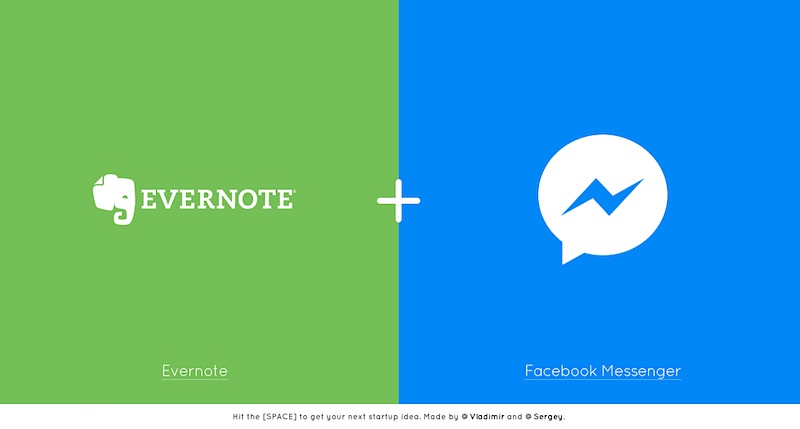 EVERNOTE®
Evernote
Facebook Messenger
Hit the [SPACE] to get your next startup idea. Made by @ Vladimir and @ Sergey.